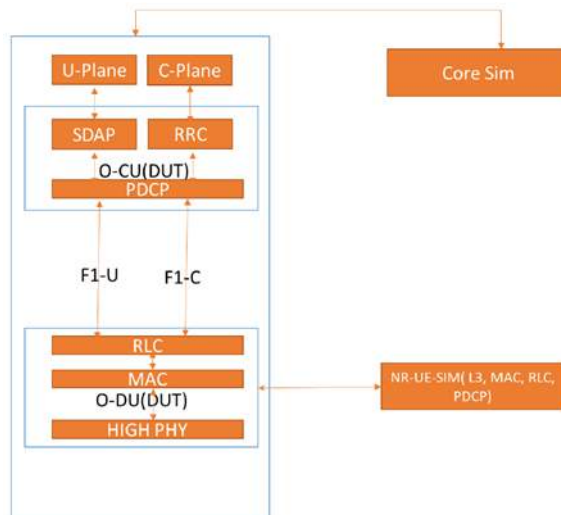 U-Plane
C-Plane
Core Sim
SDAP
RRC
O-CU(DUT)
PDCP
F1-U
F1-C
RLC
MAC
O-DU(DUT)
HIGH PHY
NR-UE-SIM( L3, MAC, RLC,
PDCP)